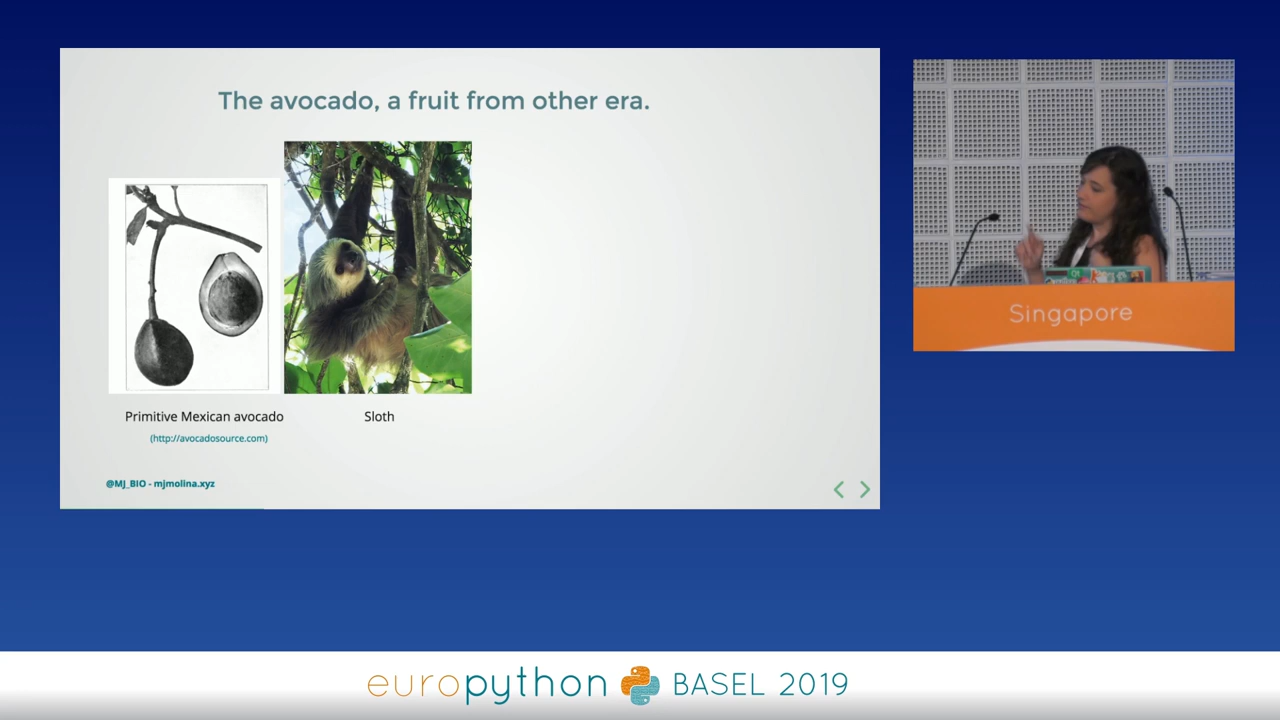 The avocado, a fruit from other era.
Primitive Mexican avocado
Sloth
(http://avocadosource.com)
@MJ_BIO - mjmolina.xyz
Singapore
europython BASEL 2019